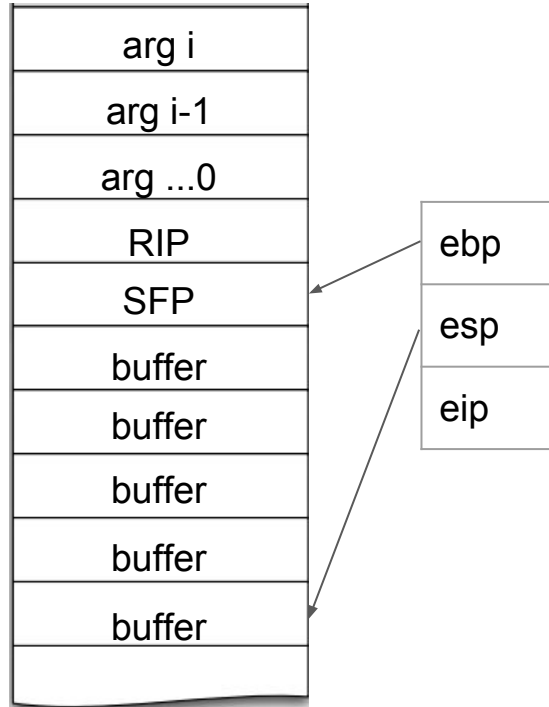 arg i
arg i-1
arg ...0
RIP
SFP
buffer
buffer
buffer
buffer
buffer
ebp
esp
eip